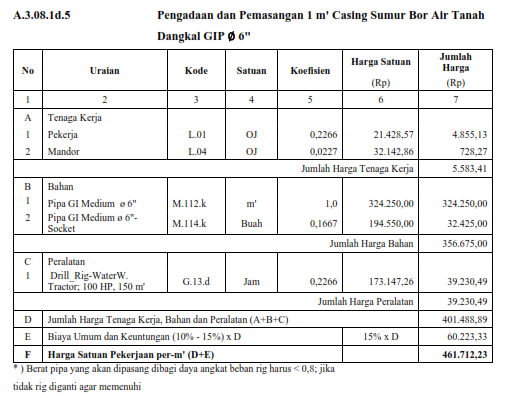 A.3.08.1d.5 Pengadaan dan Pemasangan 1 m' Casing Sumur Bor Air Tanah
Dangkal GIP Ø 6"
No Uraian Kode Satuan Koefisien Harga Satuan (Rp) Jumlah Harga (Rp)
1 2 3 4 5 6 7
A Tenaga Kerja
1 Pekerja L.01 OJ 0,2266 21.428,57 4.855,13
2 Mandor L.04 OJ 0,0227 32.142,86 728,27
Jumlah Harga Tenaga Kerja 5.583,41
B Bahan
1 Pipa GI Medium ø 6" M.112.k m' 1,0 324.250,00 324.250,00
2 Pipa GI Medium ø 6"-
Socket M.114.k Buah 0,1667 194.550,00 32.425,00
Jumlah Harga Bahan 356.675,00
C Peralatan
1 Drill_Rig-WaterW.
Tractor; 100 HP, 150 m' G.13.d Jam 0,2266 173.147,26 39.230,49
Jumlah Harga Peralatan 39.230,49
D Jumlah Harga Tenaga Kerja, Bahan dan Peralatan (A+B+C) 401.488,89
E Biaya Umum dan Keuntungan (10% - 15%) x D 15% x D 60.223,33
F Harga Satuan Pekerjaan per-m' (D+E) 461.712,23
* ) Berat pipa yang akan dipasang dibagi daya angkat beban rig harus < 0,8; jika
tidak rig diganti agar memenuhi